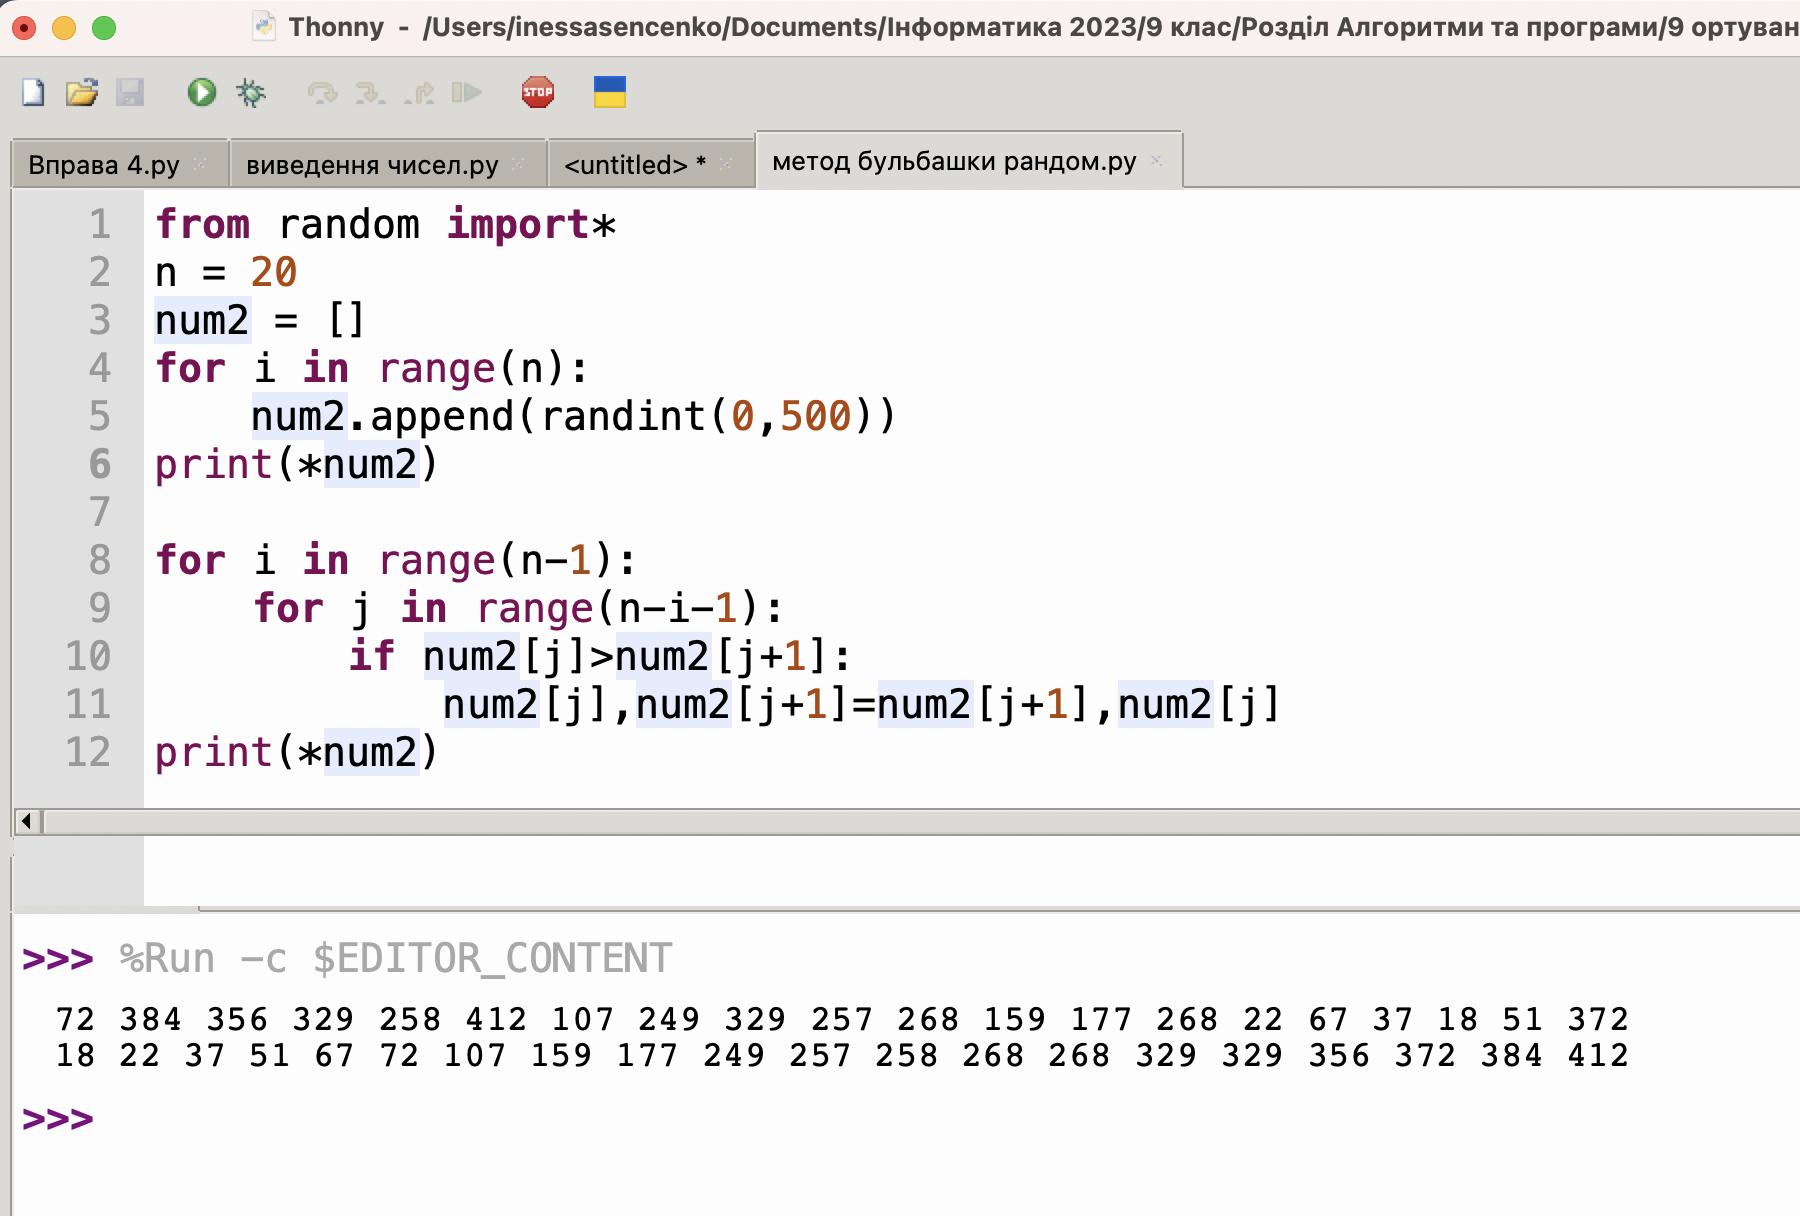 Thonny - /Users/inessasencenko/Documents/Інформатика 2023/9 клас/Розділ Алгоритми та програми/9 ортуван
STOP
Вправа 4.py × виведення чисел.py × <untitled> * × метод бульбашки рандом.py ×
1 from random import*
2 n = 20
3 num2 = []
4 for i in range(n):
5     num2.append(randint(0,500))
6 print(*num2)
7
8 for i in range(n-1):
9     for j in range(n-i-1):
10         if num2[j]>num2[j+1]:
11             num2[j],num2[j+1]=num2[j+1],num2[j]
12 print(*num2)
>>> %Run -c $EDITOR_CONTENT
72 384 356 329 258 412 107 249 329 257 268 159 177 268 22 67 37 18 51 372
18 22 37 51 67 72 107 159 177 249 257 258 268 268 329 329 356 372 384 412
>>>